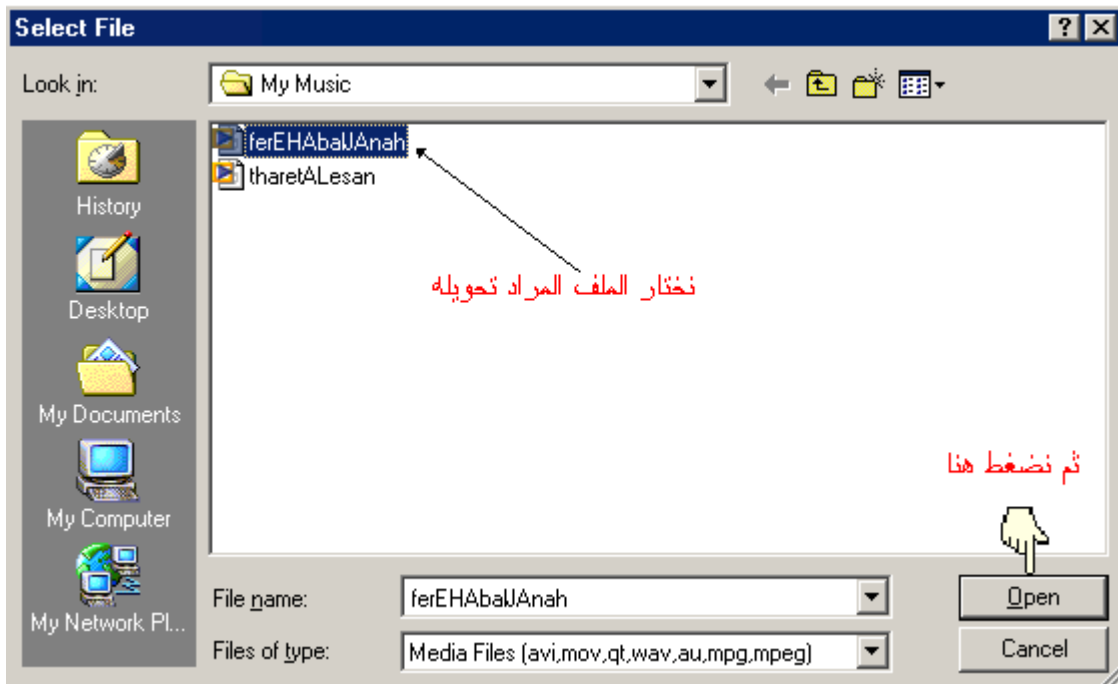 Select File
Look in:
My Music
History
Desktop
My Documents
My Computer
My Network Pl...
ferEHAbalJAnah
tharetALesan
نختار الملف المراد تحويله
ثم نضغط هنا
File name:
ferEHAbalJAnah
Open
Files of type:
Media Files (avi,mov,qt,wav,au,mpg,mpeg)
Cancel